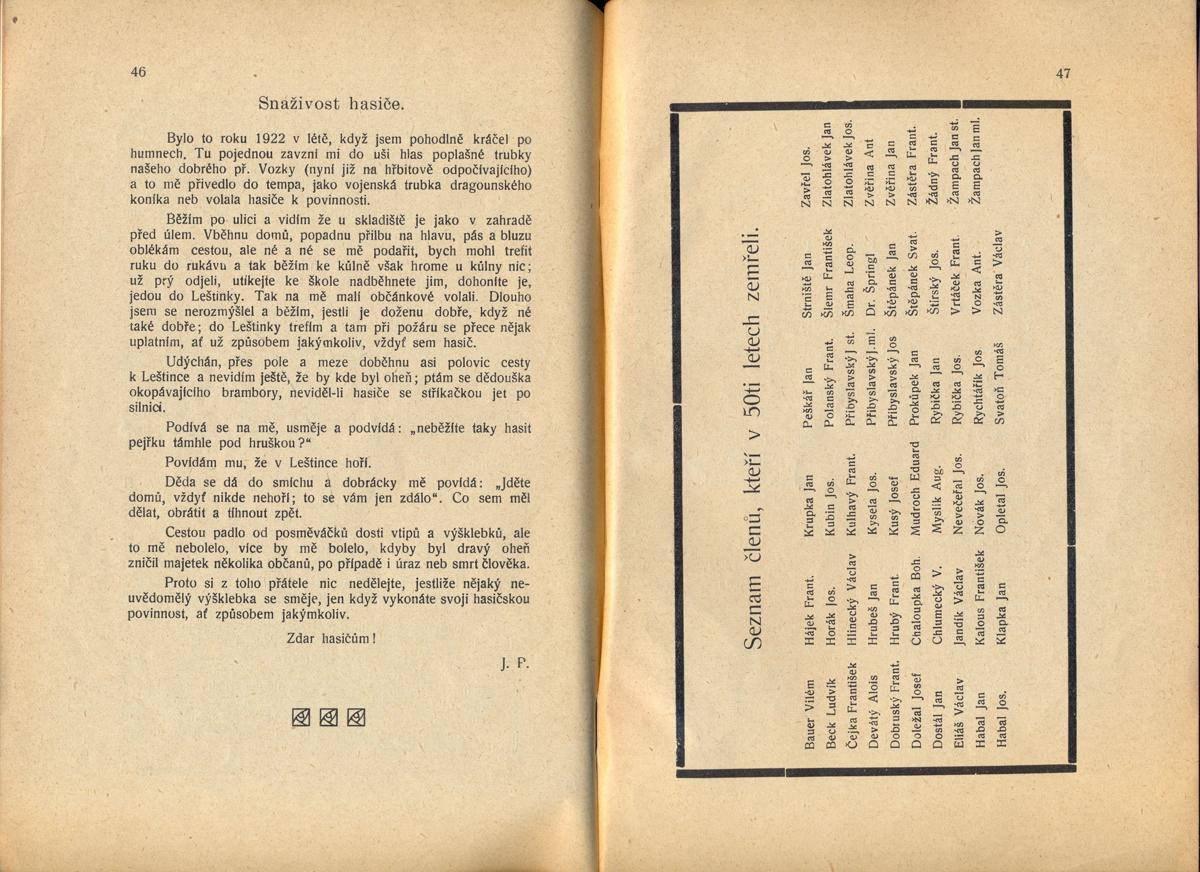 46
Snaživost hasiče.
Bylo to roku 1922 v létě, když jsem pohodlně kráčel po
humnech. Tu pojednou zavzní mi do uši hlas poplašné trubky
našeho dobrého př. Vozky (nyní již na hřbitově odpočívajícího)
a to mě přivedlo do tempa, jako vojenská trubka dragounského
koníka neb volala hasiče k povinnosti.
Běžím po ulici a vidím že u skladiště je jako v zahradě
před úlem. Vběhnu domů, popadnu přilbu na hlavu, pás a bluzu
oblékám cestou, ale né a né se mě podařit, bych mohl trefit
ruku do rukávu a tak běžím ke kůlně však hrome u kůlny nic;
už prý odjeli, utíkejte ke škole nadběhnete jim, dohoníte je,
jedou do Leštinky. Tak na mě malí občánkové volali. Dlouho
jsem se nerozmýšlel a běžím, jestli je doženu dobře, když né
také dobře; do Leštinky trefím a tam při požáru se přece nějak
uplatním, ať už způsobem jakýmkoliv, vždyť sem hasič.
Udýchán, přes pole a meze doběhnu asi polovic cesty
k Leštince a nevidím ještě, že by kde byl oheň; ptám se dědouška
okopávajícího brambory, neviděl-li hasiče se stříkačkou jet po
silnici.
Podívá se na mě, usměje a podvídá: „neběžíte taky hasit
pejřku támhle pod hruškou?“
Povídám mu, že v Leštince hoří.
Děda se dá do smíchu a dobrácky mě povídá: „Jděte
domů, vždyť nikde nehoří; to se vám jen zdálo“. Co sem měl
dělat, obrátit a tíhnout zpět.
Cestou padlo od posměváčků dosti vtipů a výšklebků, ale
to mě nebolelo, více by mě bolelo, kdyby byl dravý oheň
zničil majetek několika občanů, po případě i úraz neb smrt člověka.
Proto si z toho přátele nic nedělejte, jestliže nějaký ne-
uvědomělý výšklebka se směje, jen když vykonáte svoji hasičskou
povinnost, ať způsobem jakýmkoliv.
Zdar hasičům!
J. P.
47
Seznam členů, kteří v 50ti letech zemřeli.
Bauer Vilém
Beck Ludvík
Čejka František
Devátý Alois
Dobruský Frant.
Doležal Josef
Dostál Jan
Eliáš Václav
Habal Jan
Habal Jos.
Hájek Frant.
Horák Jos.
Hlinecký Václav
Hrubeš Jan
Hrubý Frant.
Chaloupka Boh.
Chlumecký V.
Jandík Václav
Kalous František
Klapka Jan
Krupka Jan
Kubín Jos.
Kulhavý Frant.
Kysela Jos.
Kusý Josef
Mudroch Eduard
Myslik Aug.
Nevečeřal Jos.
Novák Jos.
Opletal Jos.
Peškář Jan
Polanský Frant.
Přibyslavský J st.
Přibyslavský J. ml.
Přibyslavský Jos
Prokůpek Jan
Rybička Jan
Rybička Jos.
Rychtářík Jos
Svatoň Tomáš
Strniště Jan
Šlemr František
Šmaha Leop.
Dr. Špringl
Štěpánek Jan
Štěpánek Svat.
Štírský Jos.
Vrtáček Frant.
Vozka Ant.
Zástěra Václav
Zavřel Jos.
Zlatohlávek Jan
Zlatohlávek Jos.
Zvěřina Ant
Zvěřina Jan
Zástěra Frant.
Žádný Frant.
Žampach Jan st.
Žampach Jan ml.